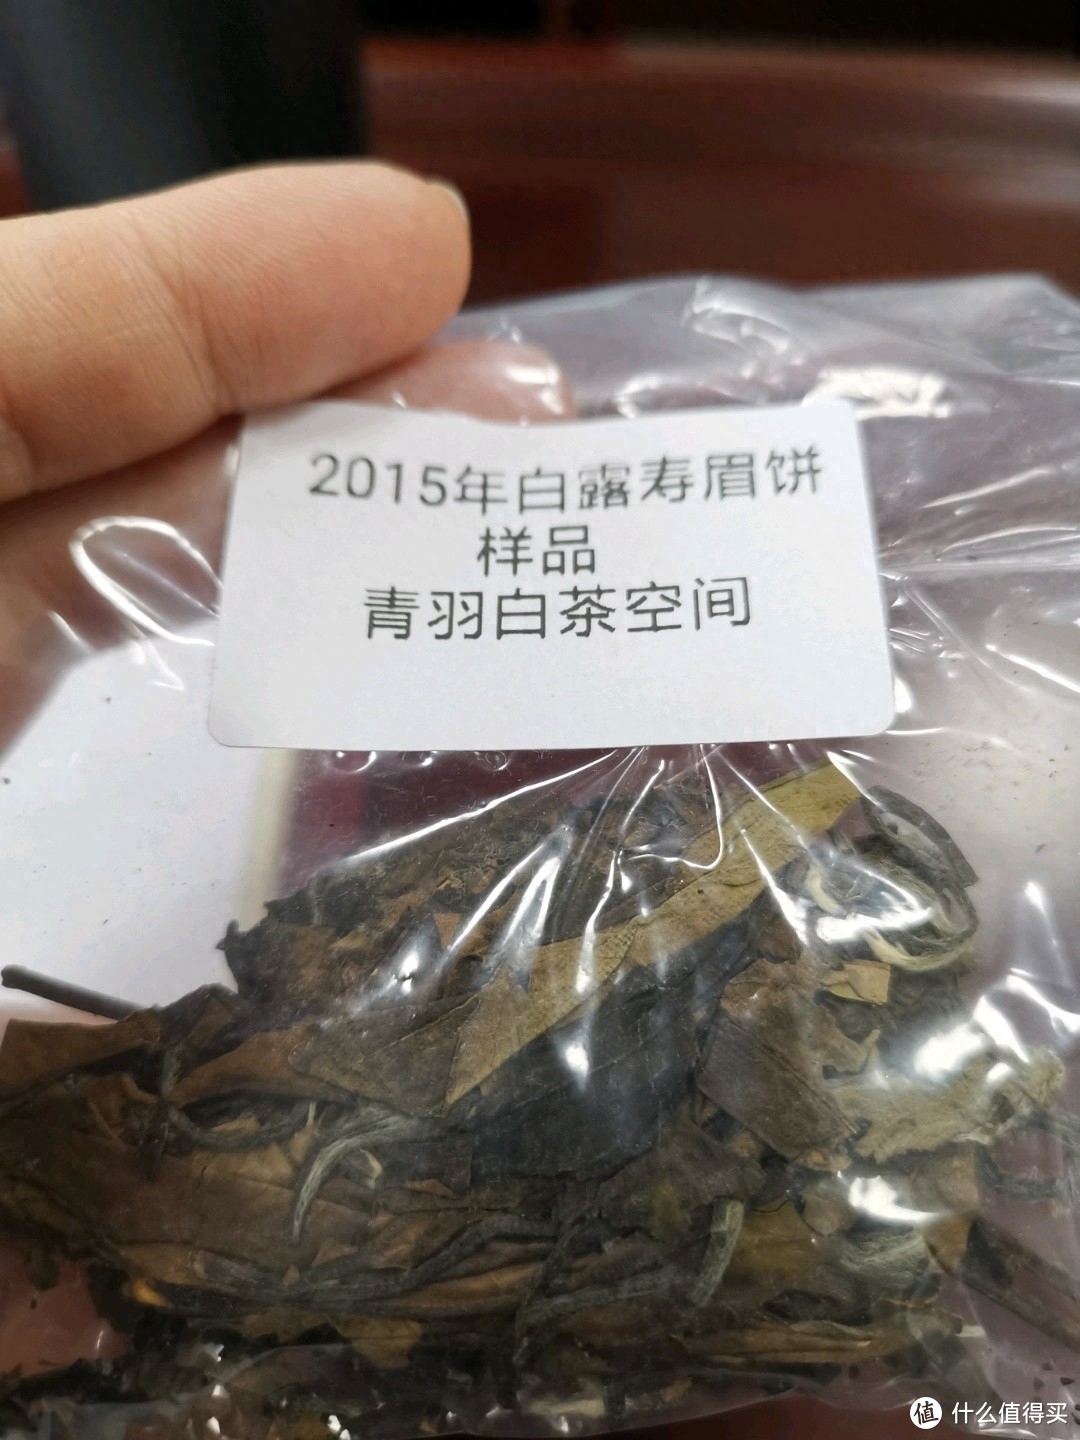 2015年白露寿眉饼
样品
青羽白茶空间
值 什么值得买